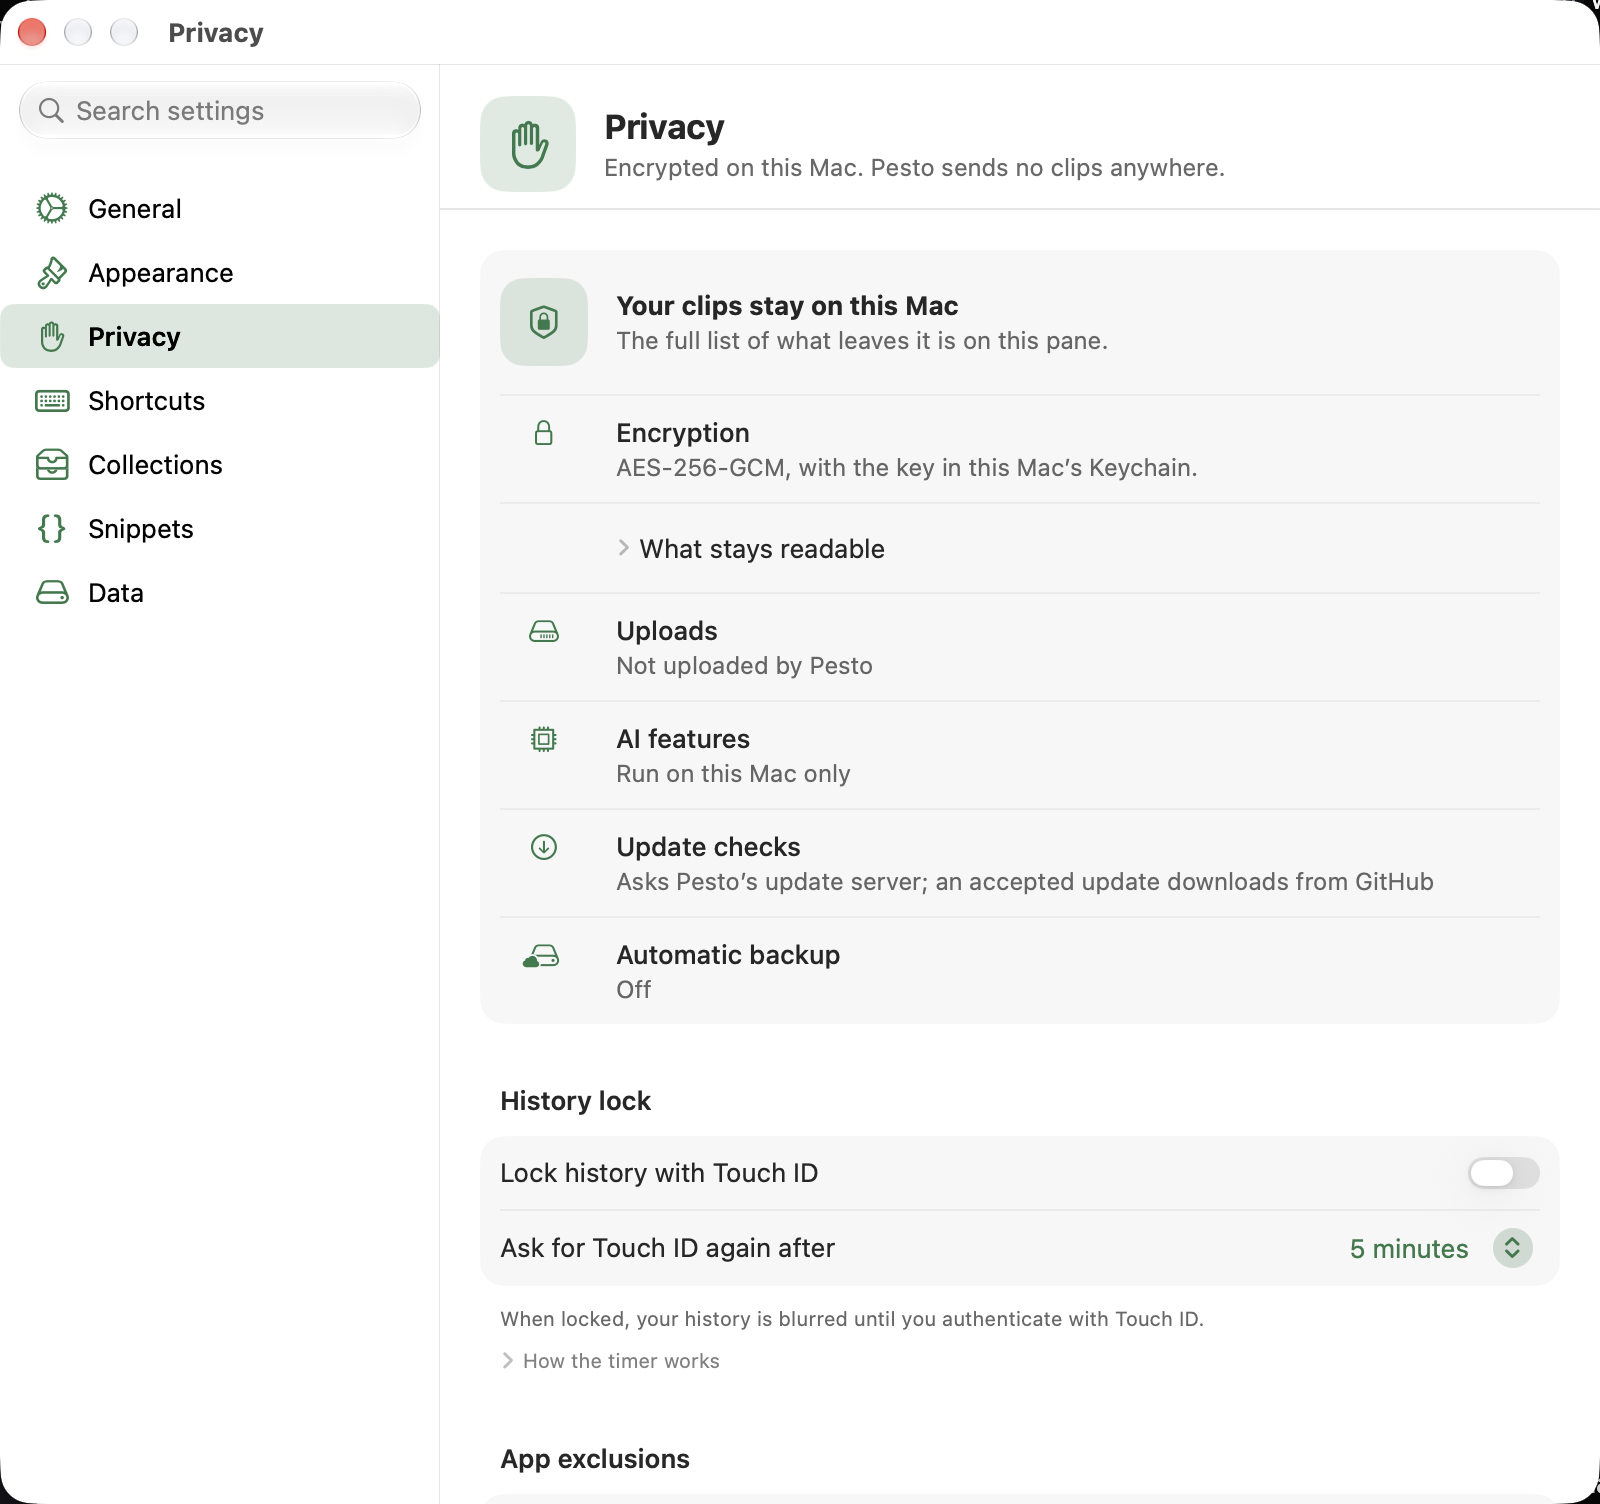 Privacy
Search settings
General
Appearance
Privacy
Shortcuts
Collections
Snippets
Data
Privacy
Encrypted on this Mac. Pesto sends no clips anywhere.
Your clips stay on this Mac
The full list of what leaves it is on this pane.
Encryption
AES-256-GCM, with the key in this Mac’s Keychain.
What stays readable
Uploads
Not uploaded by Pesto
AI features
Run on this Mac only
Update checks
Asks Pesto’s update server; an accepted update downloads from GitHub
Automatic backup
Off
History lock
Lock history with Touch ID
Ask for Touch ID again after
5 minutes
When locked, your history is blurred until you authenticate with Touch ID.
How the timer works
App exclusions